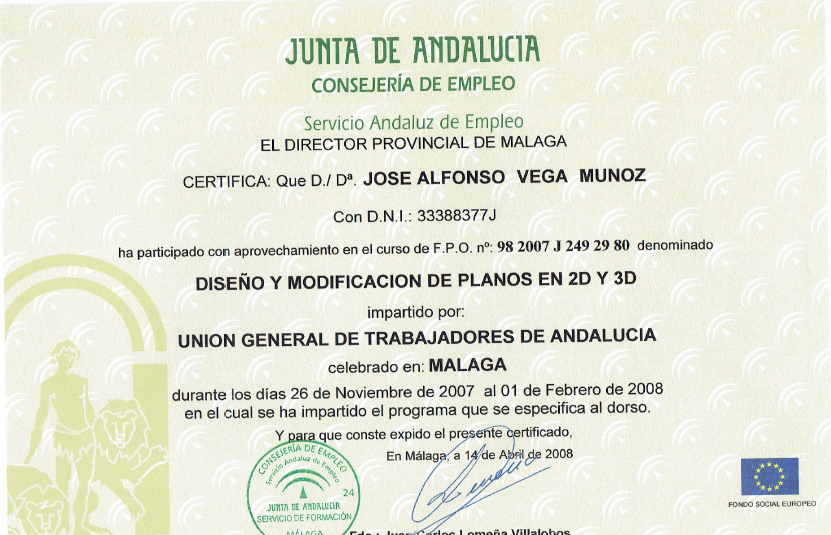 JUNTA DE ANDALUCIA
CONSEJERÍA DE EMPLEO
Servicio Andaluz de Empleo
EL DIRECTOR PROVINCIAL DE MALAGA
CERTIFICA: Que D./ Dª. JOSE ALFONSO VEGA MUNOZ
Con D.N.I.: 33388377J
ha participado con aprovechamiento en el curso de F.P.O. nº: 98 2007 J 249 29 80 denominado
DISEÑO Y MODIFICACION DE PLANOS EN 2D Y 3D
impartido por:
UNION GENERAL DE TRABAJADORES DE ANDALUCIA
celebrado en: MALAGA
durante los días 26 de Noviembre de 2007 al 01 de Febrero de 2008
en el cual se ha impartido el programa que se especifica al dorso.
Y para que conste expido el presente certificado,
En Málaga, a 14 de Abril de 2008
CONSEJERÍA DE EMPLEO
Servicio Andaluz de Empleo
24
JUNTA DE ANDALUCIA
SERVICIO DE FORMACIÓN
MÁLAGA
FONDO SOCIAL EUROPEO
Fdo.: Juan Carlos Lomeña Villalobos